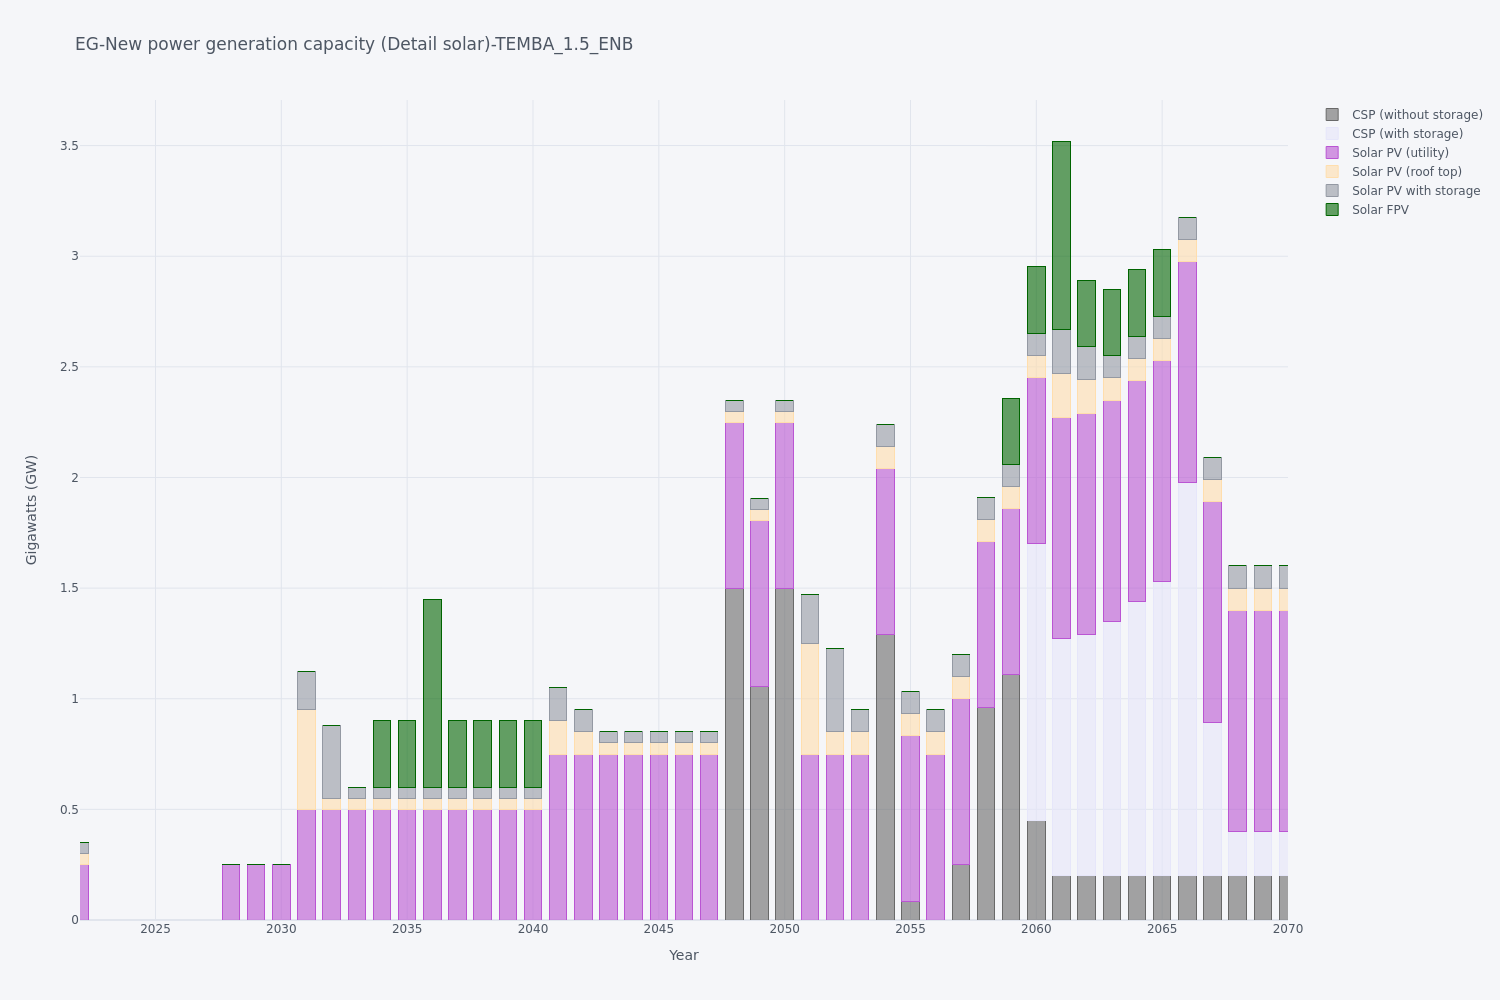 EG-New power generation capacity (Detail solar)-TEMBA_1.5_ENB
CSP (without storage)
CSP (with storage)
Solar PV (utility)
Solar PV (roof top)
Solar PV with storage
Solar FPV
3.5
3
2.5
2
1.5
1
0.5
0
Gigawatts (GW)
2025 2030 2035 2040 2045 2050 2055 2060 2065 2070
Year